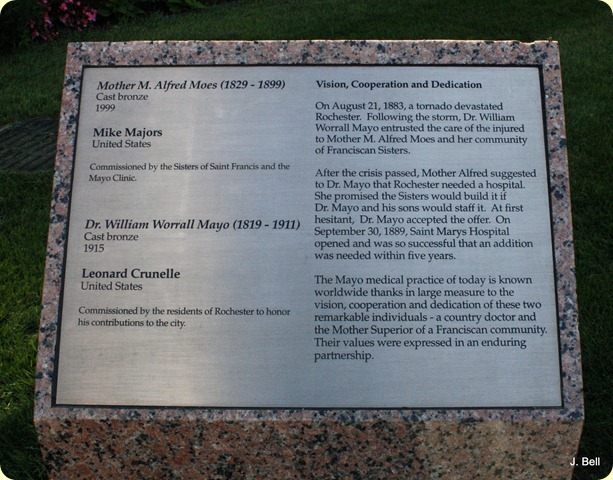 Mother M. Alfred Moes (1829 - 1899)
Cast bronze
1999
Mike Majors
United States
Commissioned by the Sisters of Saint Francis and the
Mayo Clinic.
Dr. William Worrall Mayo (1819 - 1911)
Cast bronze
1915
Leonard Crunelle
United States
Commissioned by the residents of Rochester to honor
his contributions to the city.
Vision, Cooperation and Dedication
On August 21, 1883, a tornado devastated
Rochester. Following the storm, Dr. William
Worrall Mayo entrusted the care of the injured
to Mother M. Alfred Moes and her community
of Franciscan Sisters.
After the crisis passed, Mother Alfred suggested
to Dr. Mayo that Rochester needed a hospital.
She promised the Sisters would build it if
Dr. Mayo and his sons would staff it. At first
hesitant, Dr. Mayo accepted the offer. On
September 30, 1889, Saint Marys Hospital
opened and was so successful that an addition
was needed within five years.
The Mayo medical practice of today is known
worldwide thanks in large measure to the
vision, cooperation and dedication of these two
remarkable individuals - a country doctor and
the Mother Superior of a Franciscan community.
Their values were expressed in an enduring
partnership.
J. Bell